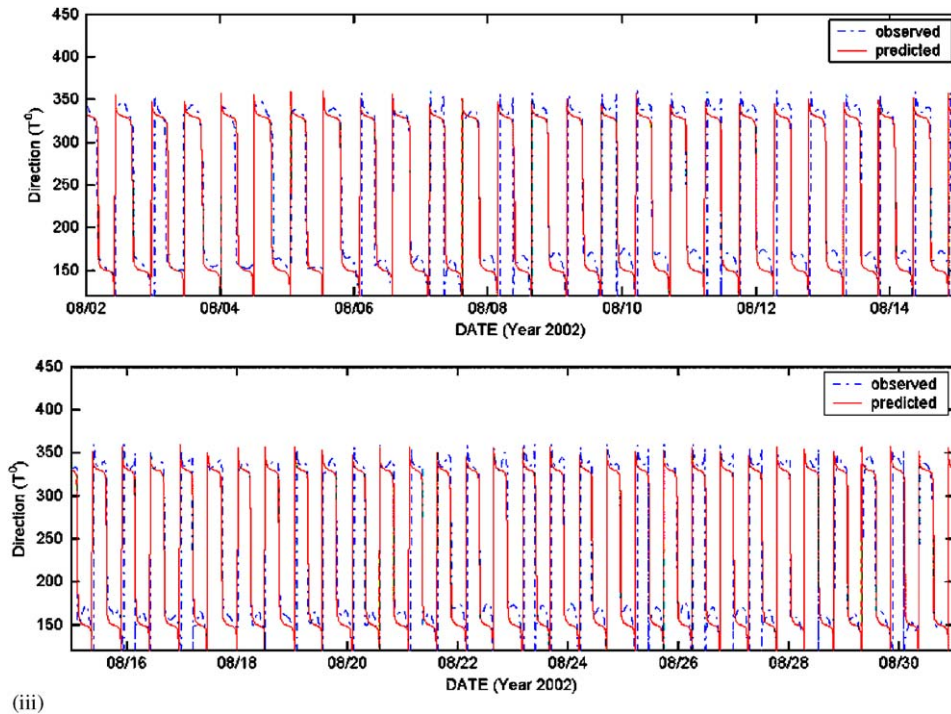 450
observed
predicted
400
350
300
250
200
150
Direction (T⁰)
08/02 08/04 08/06 08/08 08/10 08/12 08/14
DATE (Year 2002)
450
observed
predicted
400
350
300
250
200
150
Direction (T⁰)
08/16 08/18 08/20 08/22 08/24 08/26 08/28 08/30
DATE (Year 2002)
(iii)